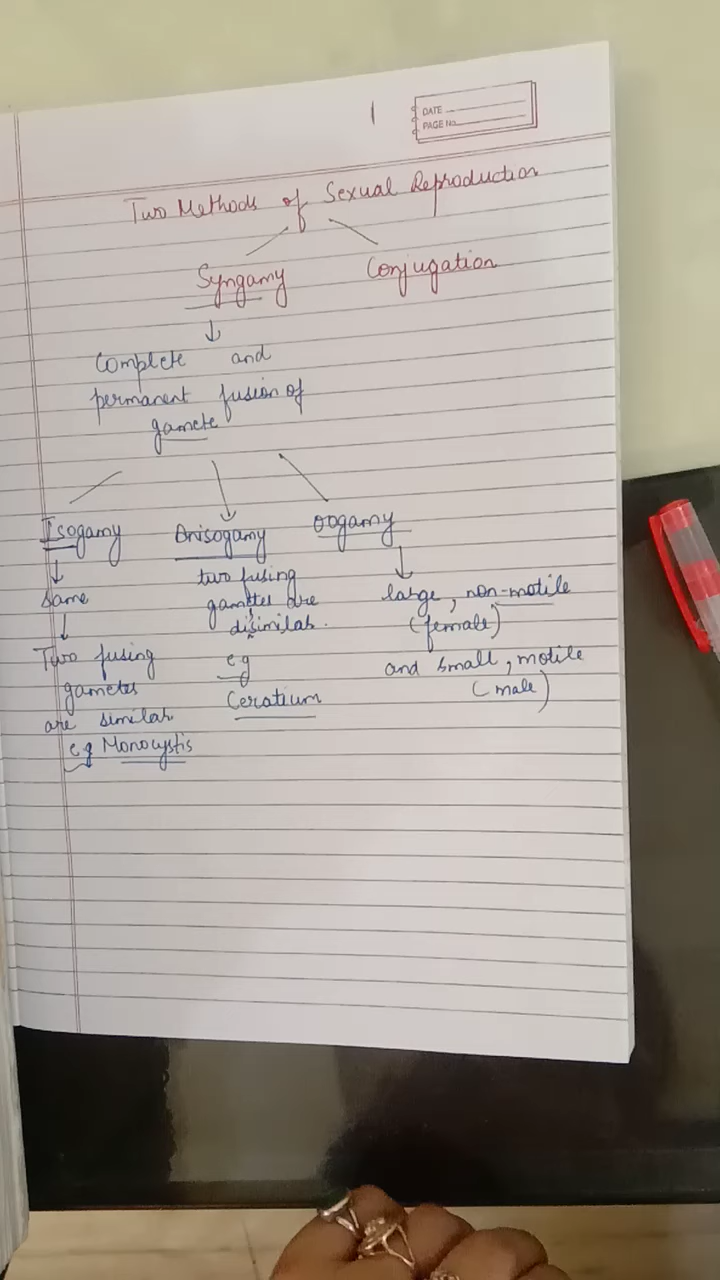 1
DATE
PAGE No.
Two Methods of Sexual Reproduction
Syngamy
Conjugation
Complete and
permanent fusion of
gamete
Isogamy
Same
Two fusing
gametes
are similar
eg Monocystis
Anisogamy
two fusing
gametes are
disimilar.
eg
Ceratium
oogamy
large, non-motile
(female)
and small, motile
(male)